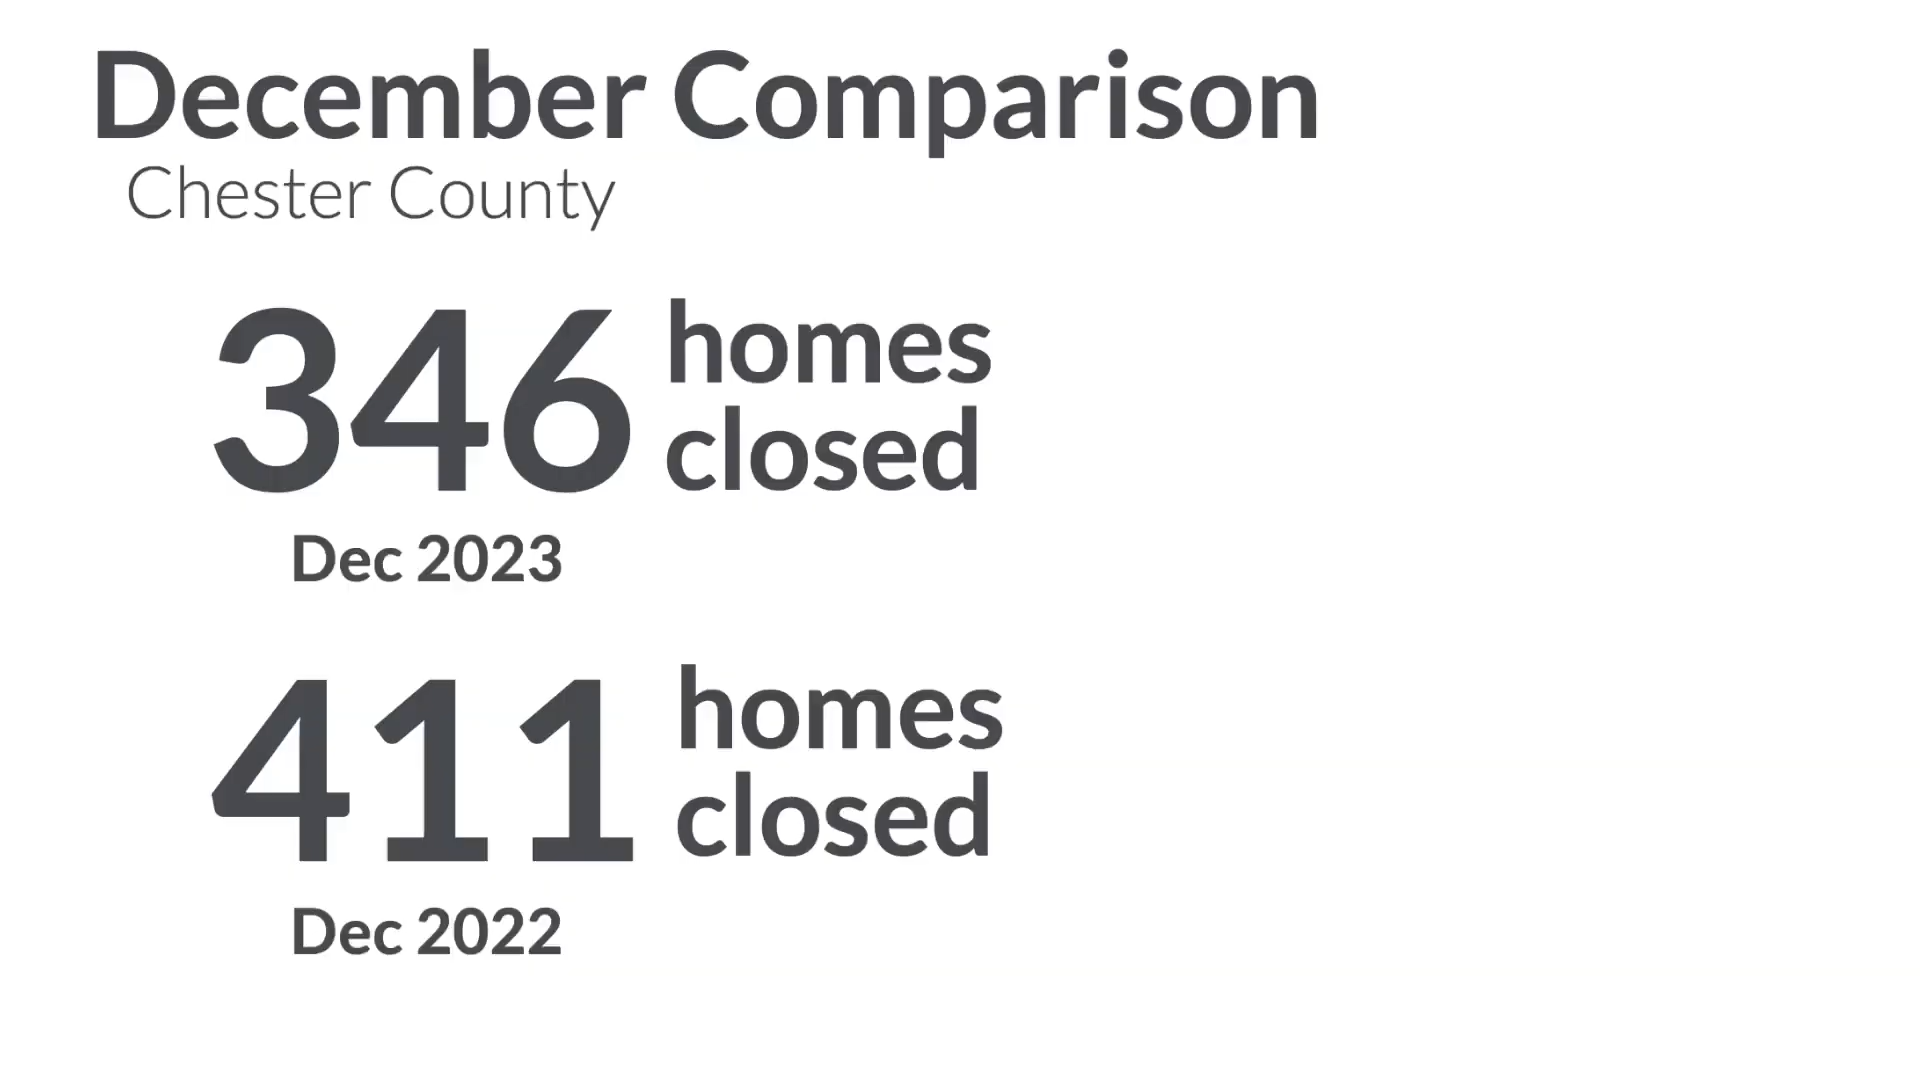 December Comparison
Chester County
346 homes
closed
Dec 2023
411 homes
closed
Dec 2022